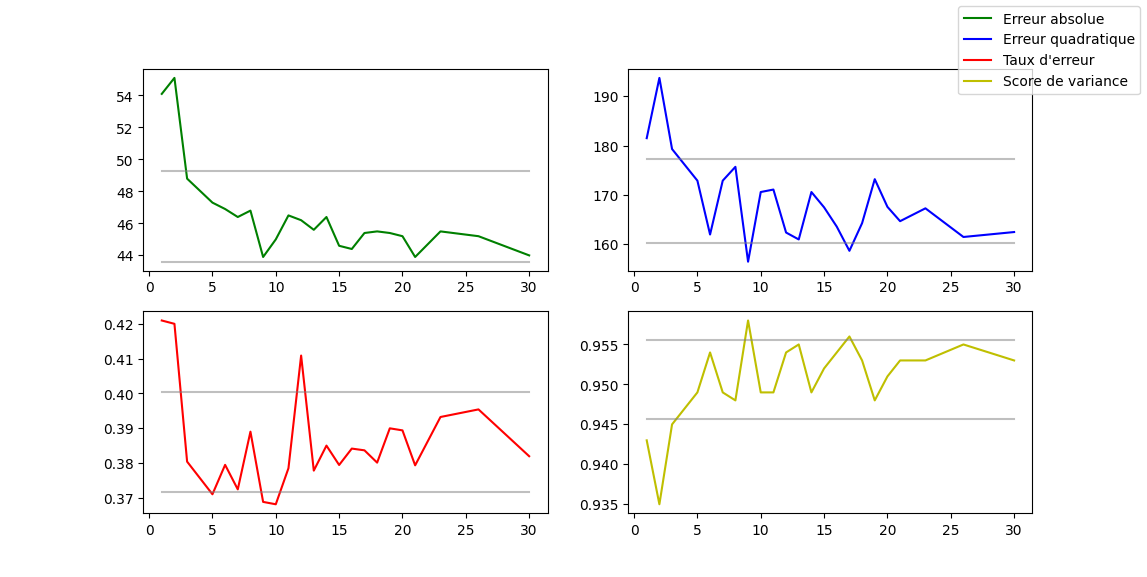 Erreur absolue
Erreur quadratique
Taux d'erreur
Score de variance
54
52
50
48
46
44
0 5 10 15 20 25 30
190
180
170
160
0 5 10 15 20 25 30
0.42
0.41
0.40
0.39
0.38
0.37
0 5 10 15 20 25 30
0.955
0.950
0.945
0.940
0.935
0 5 10 15 20 25 30